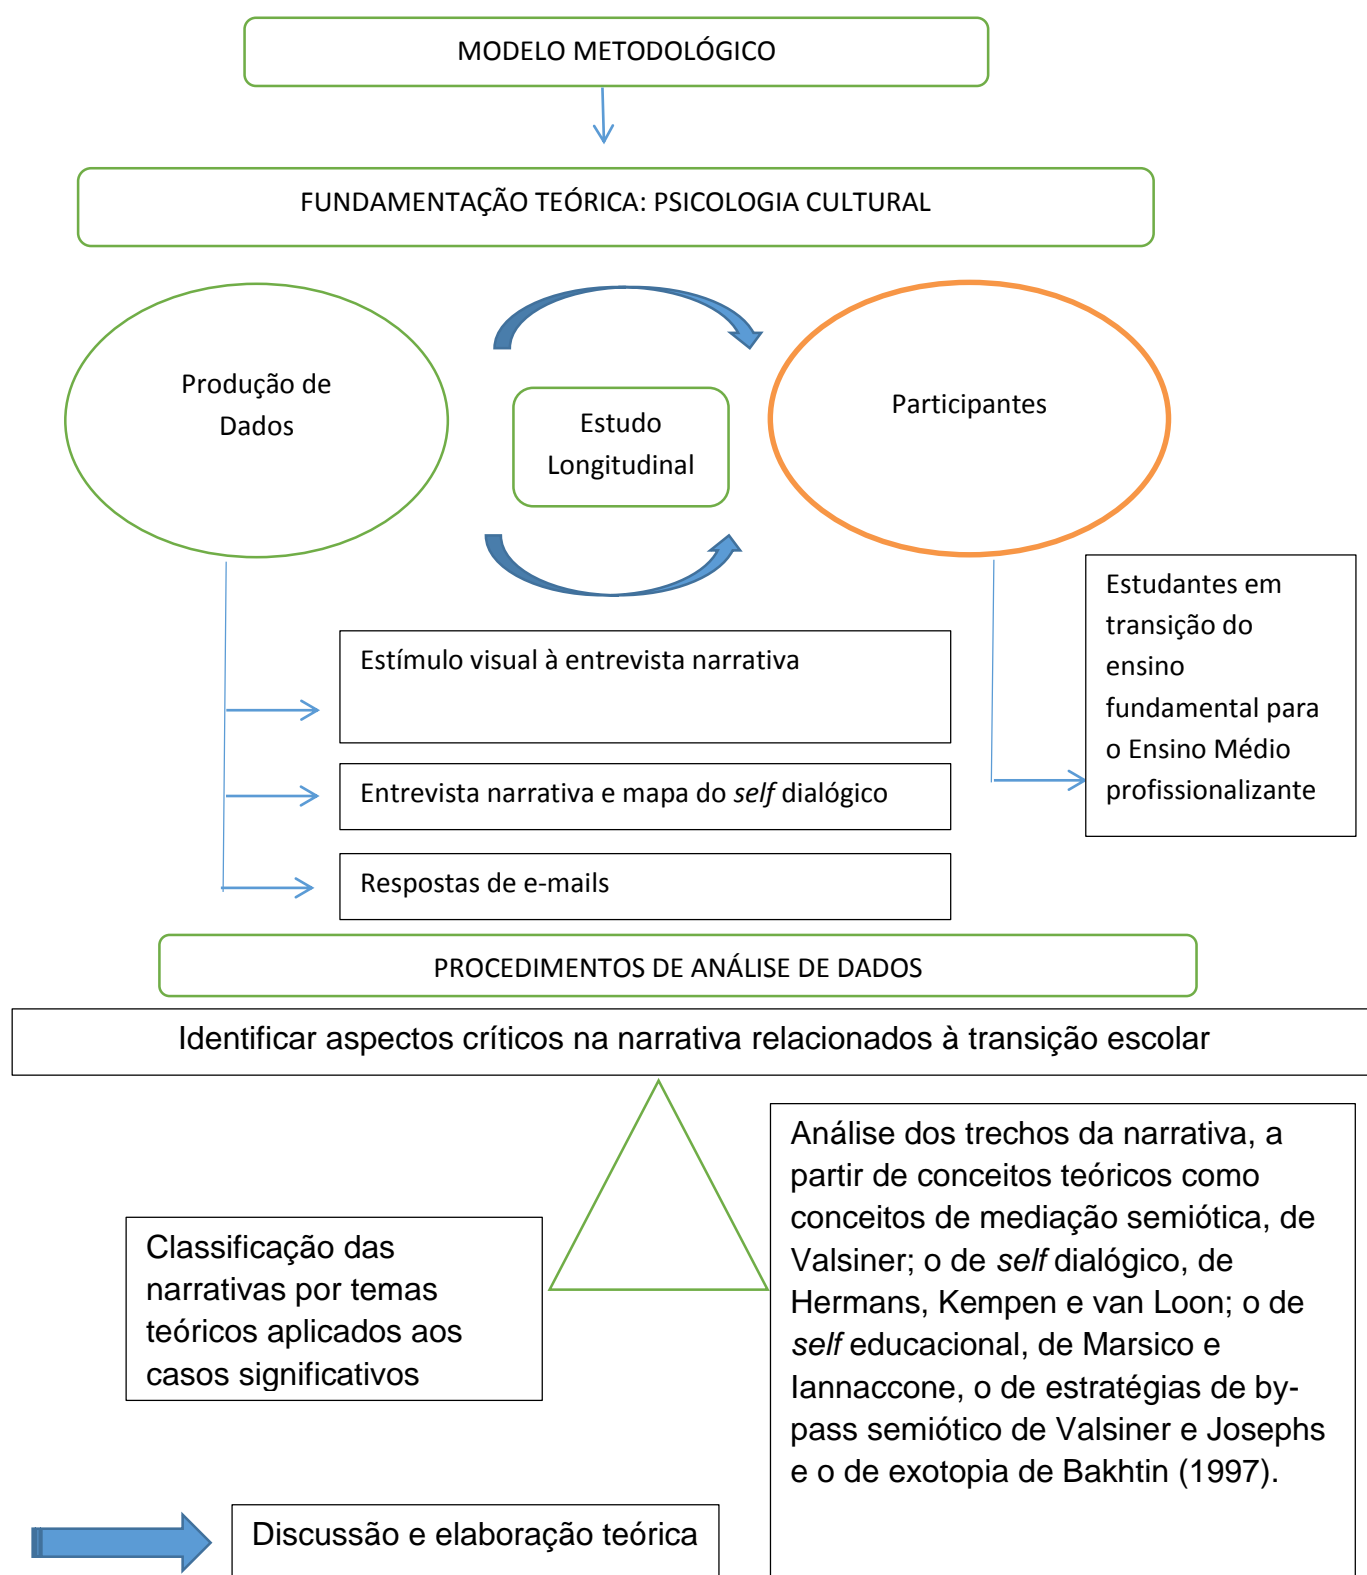 MODELO METODOLÓGICO
FUNDAMENTAÇÃO TEÓRICA: PSICOLOGIA CULTURAL
Produção de
Dados
Estudo
Longitudinal
Participantes
Estudantes em
transição do
ensino
fundamental para
o Ensino Médio
profissionalizante
Estímulo visual à entrevista narrativa
Entrevista narrativa e mapa do self dialógico
Respostas de e-mails
PROCEDIMENTOS DE ANÁLISE DE DADOS
Identificar aspectos críticos na narrativa relacionados à transição escolar
Classificação das
narrativas por temas
teóricos aplicados aos
casos significativos
Análise dos trechos da narrativa, a
partir de conceitos teóricos como
conceitos de mediação semiótica, de
Valsiner; o de self dialógico, de
Hermans, Kempen e van Loon; o de
self educacional, de Marsico e
Iannaccone, o de estratégias de by-
pass semiótico de Valsiner e Josephs
e o de exotopia de Bakhtin (1997).
Discussão e elaboração teórica